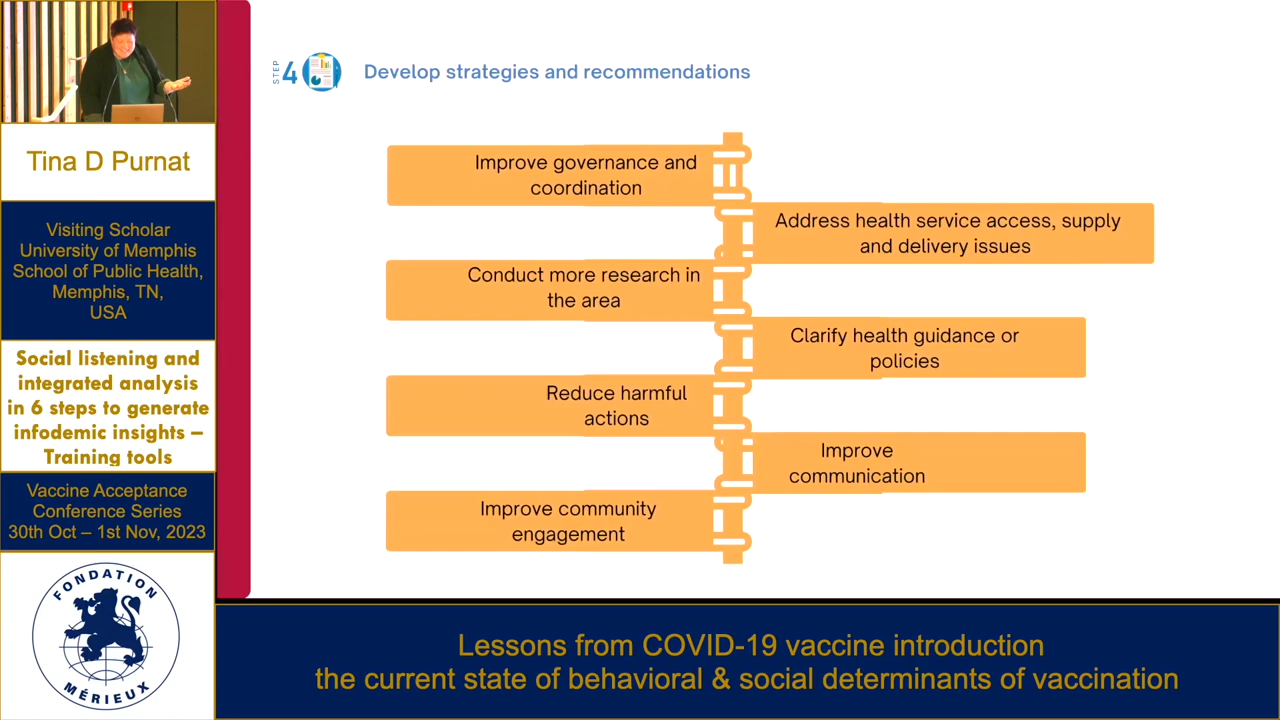 Tina D Purnat
Visiting Scholar
University of Memphis
School of Public Health,
Memphis, TN,
USA
Social listening and
integrated analysis
in 6 steps to generate
infodemic insights –
Training tools
Vaccine Acceptance
Conference Series
30th Oct – 1st Nov, 2023
FONDATION
MÉRIEUX
STEP
4
Develop strategies and recommendations
Improve governance and
coordination
Address health service access, supply
and delivery issues
Conduct more research in
the area
Clarify health guidance or
policies
Reduce harmful
actions
Improve
communication
Improve community
engagement
Lessons from COVID-19 vaccine introduction
the current state of behavioral & social determinants of vaccination